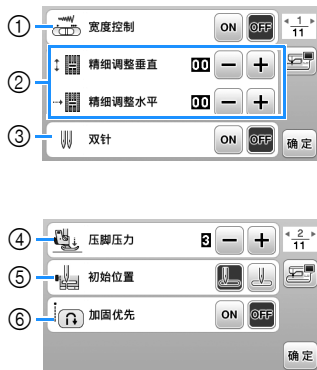 ① 宽度控制 ON OFF 1/11
② 精细调整垂直 00 − +
精细调整水平 00 − +
③ 双针 ON OFF 确定
④ 压脚压力 3 − + 2/11
⑤ 初始位置
⑥ 加固优先 ON OFF
确定